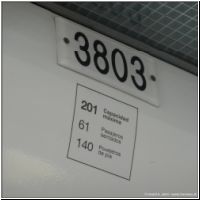 3803
201 Capacidad
máxima
61 Pasajeros
sentados
140 Pasajeros
de pie